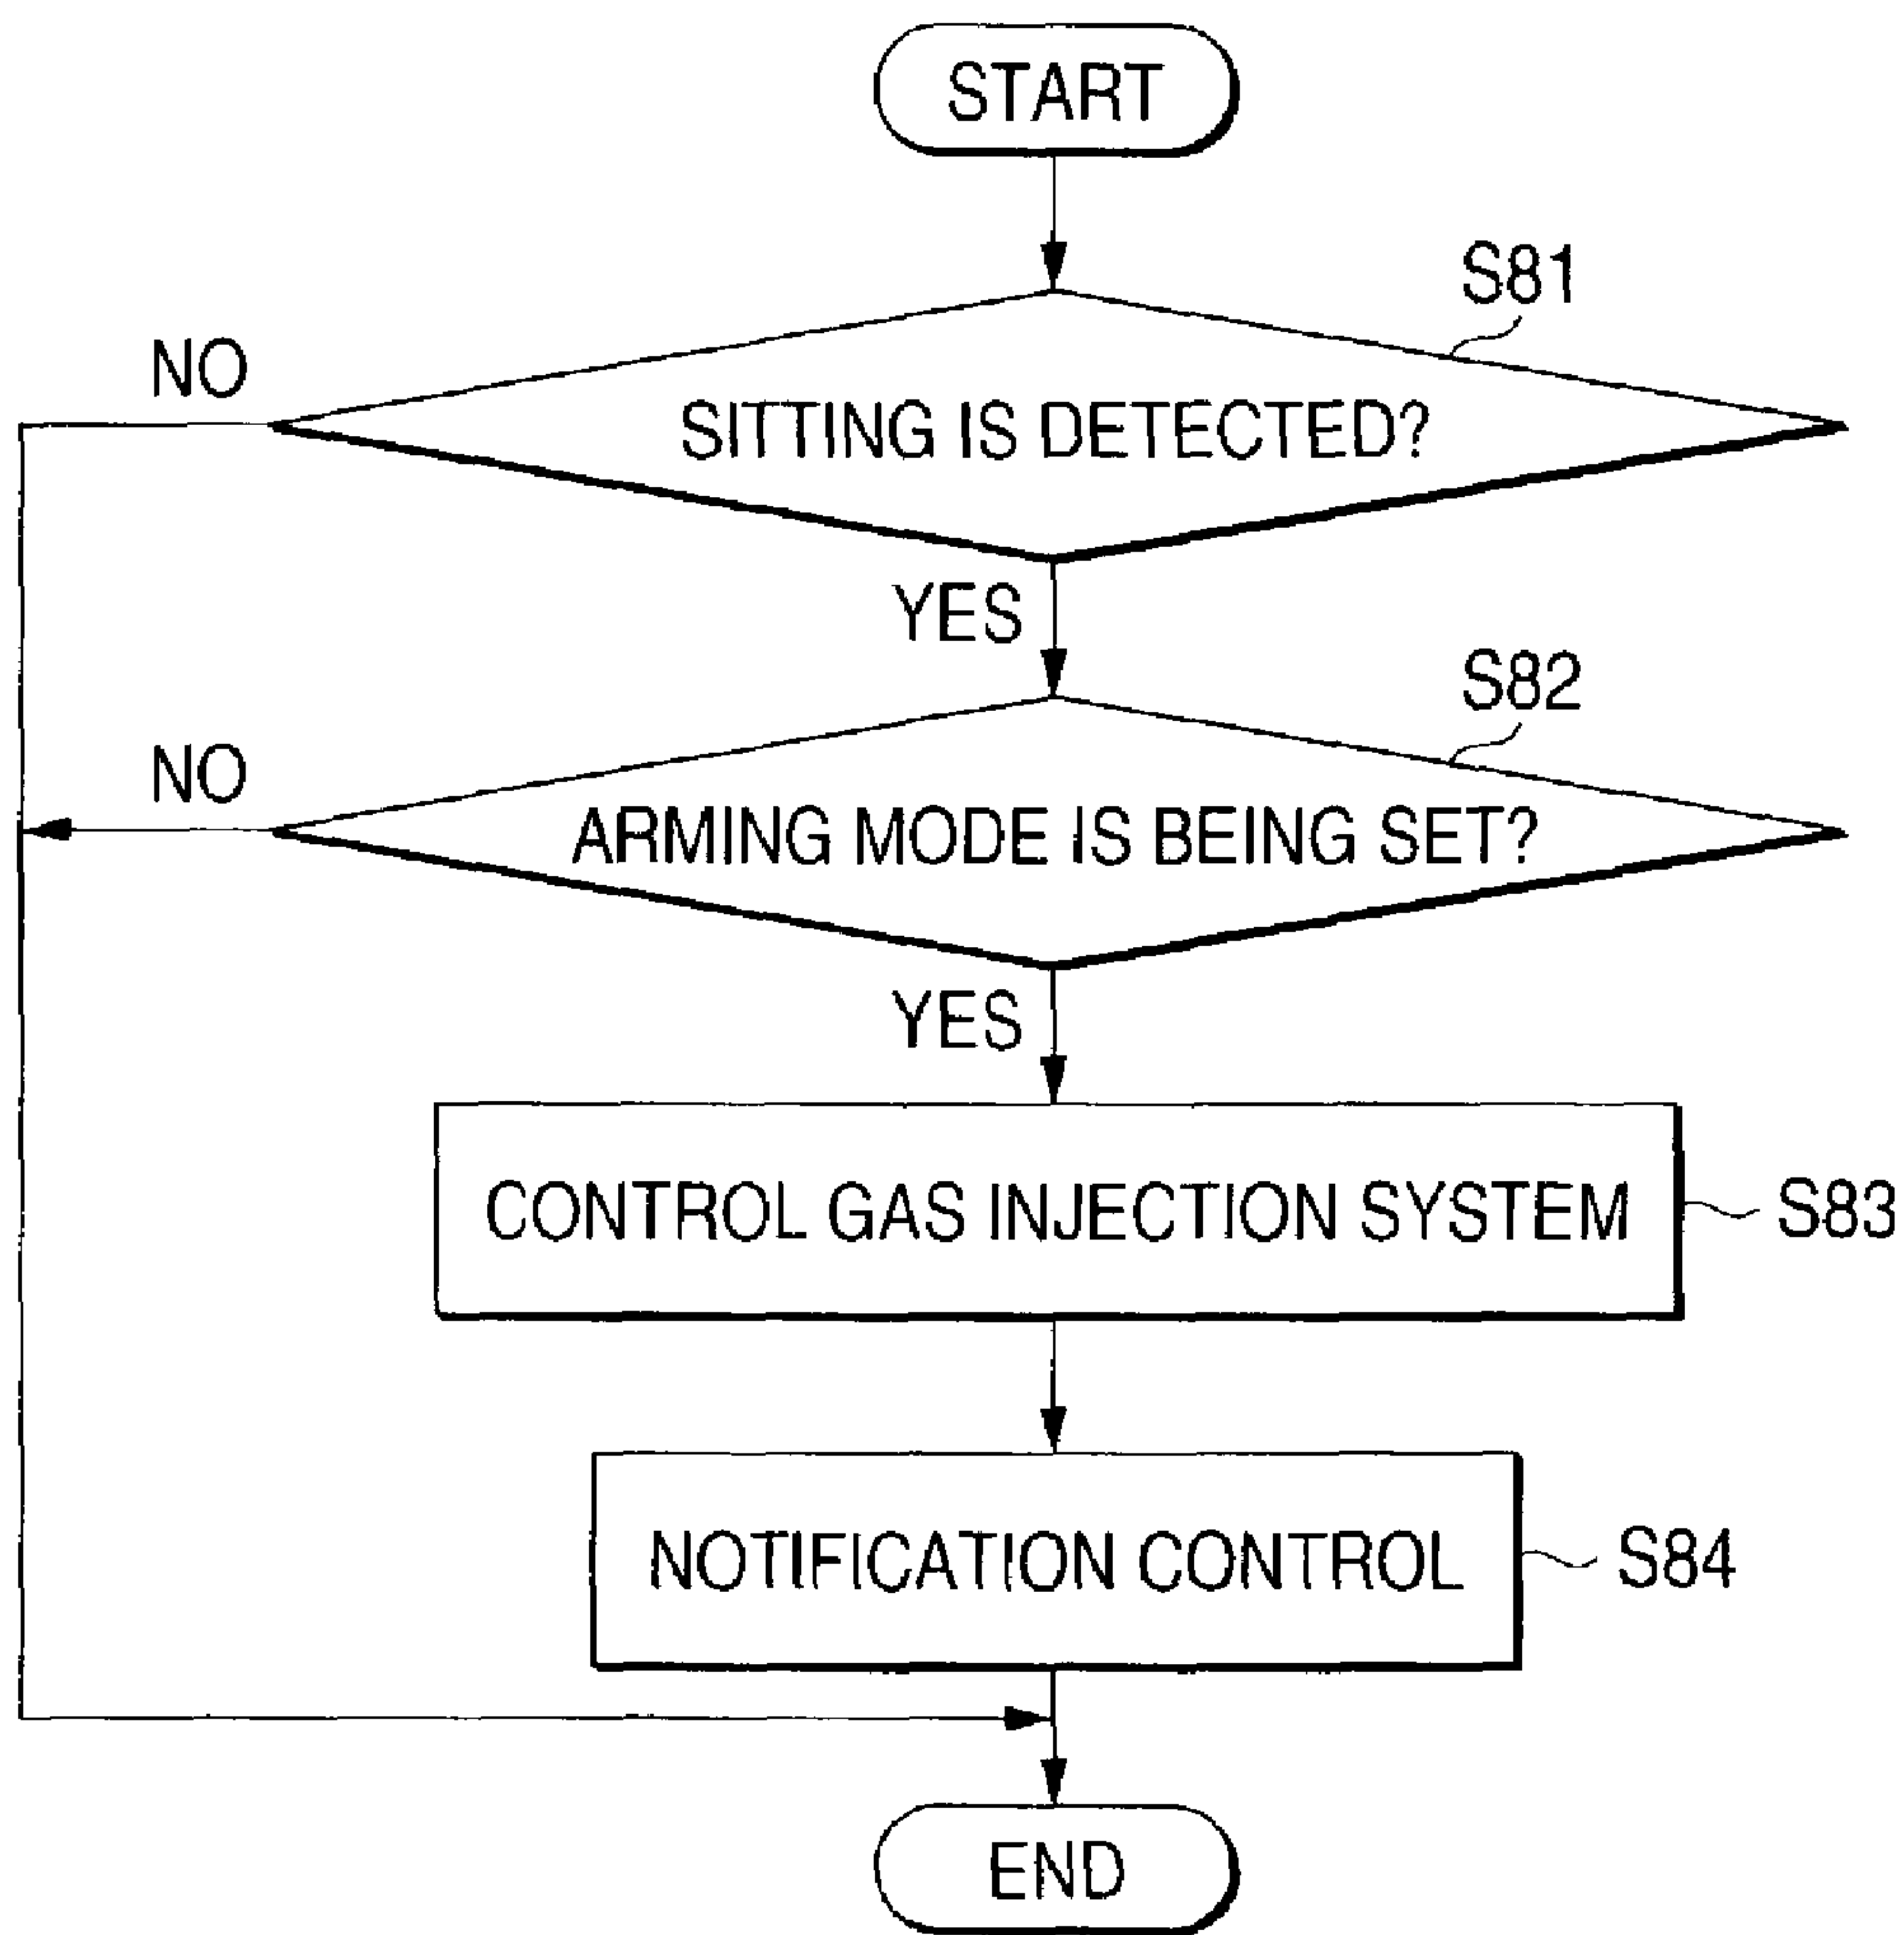 START
S81
NO
SITTING IS DETECTED?
YES
S82
NO
ARMING MODE IS BEING SET?
YES
CONTROL GAS INJECTION SYSTEM
S83
NOTIFICATION CONTROL
S84
END